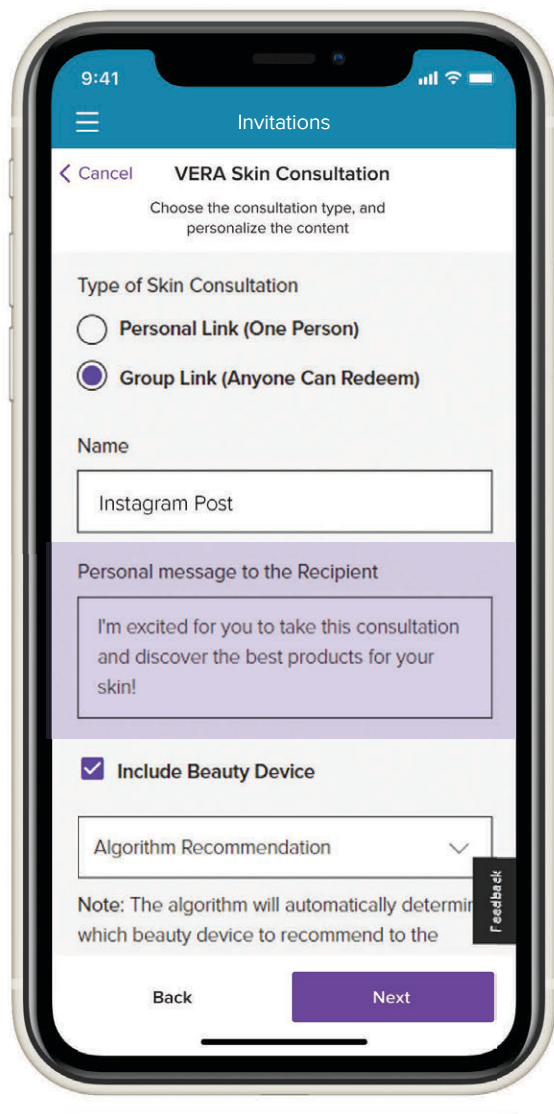 9:41
Invitations
Cancel
VERA Skin Consultation
Choose the consultation type, and
personalize the content
Type of Skin Consultation
Personal Link (One Person)
Group Link (Anyone Can Redeem)
Name
Instagram Post
Personal message to the Recipient
I'm excited for you to take this consultation
and discover the best products for your
skin!
Include Beauty Device
Algorithm Recommendation
Feedback
Note: The algorithm will automatically determin
which beauty device to recommend to the
Back
Next